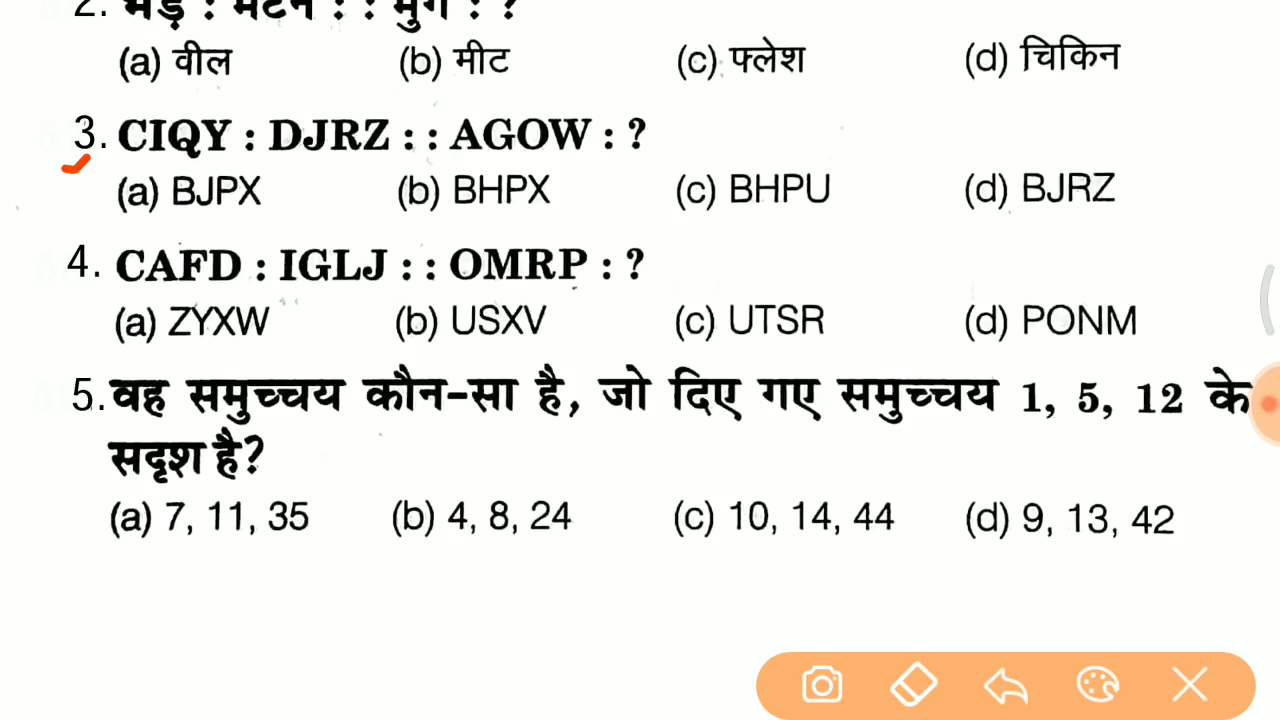 2. भेड़ : मटन : : मुर्ग : ?
(a) वील (b) मीट (c) फ्लेश (d) चिकिन
3. CIQY : DJRZ : : AGOW : ?
(a) BJPX (b) BHPX (c) BHPU (d) BJRZ
4. CAFD : IGLJ : : OMRP : ?
(a) ZYXW (b) USXV (c) UTSR (d) PONM
5. वह समुच्चय कौन-सा है, जो दिए गए समुच्चय 1, 5, 12 के
सदृश है?
(a) 7, 11, 35 (b) 4, 8, 24 (c) 10, 14, 44 (d) 9, 13, 42